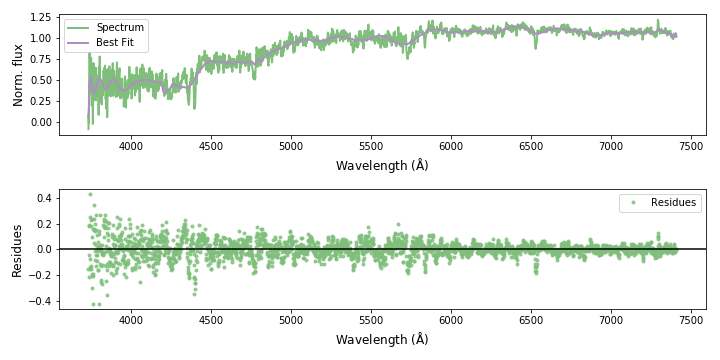 1.25
1.00
0.75
0.50
0.25
0.00
Norm. flux
Spectrum
Best Fit
4000 4500 5000 5500 6000 6500 7000 7500
Wavelength (Å)
0.4
0.2
0.0
−0.2
−0.4
Residues
Residues
4000 4500 5000 5500 6000 6500 7000 7500
Wavelength (Å)